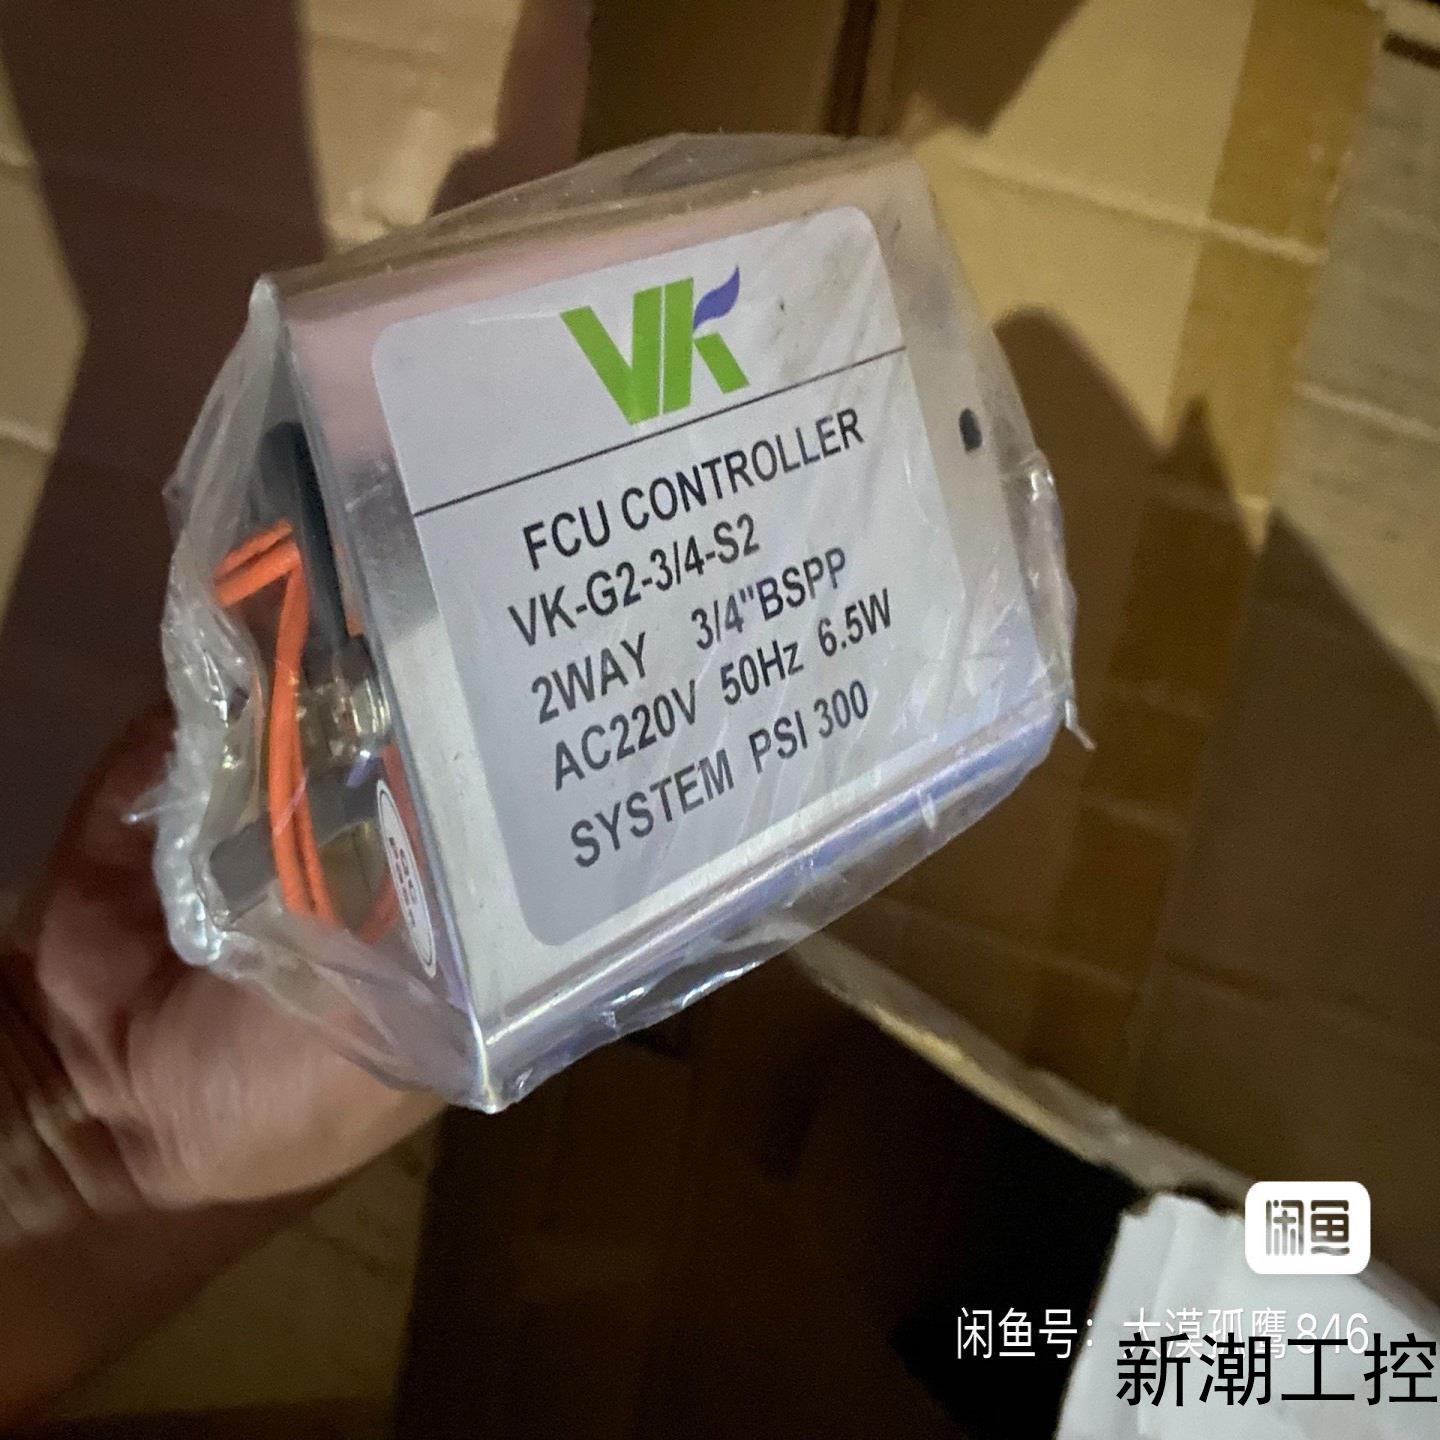 VK
FCU CONTROLLER
VK-G2-3/4-S2
2WAY 3/4"BSPP
AC220V 50Hz 6.5W
SYSTEM PSI 300
闲鱼
闲鱼号：大漠孤鹰846
新潮工控